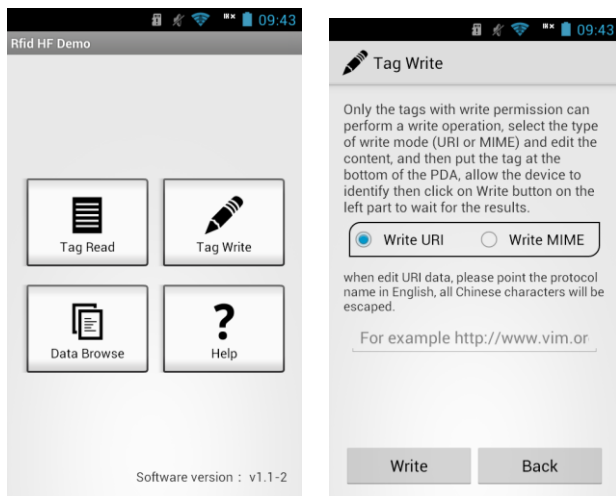 09:43
Rfid HF Demo
Tag Read
Tag Write
Data Browse
Help
Software version： v1.1-2
09:43
Tag Write
Only the tags with write permission can
perform a write operation, select the type
of write mode (URI or MIME) and edit the
content, and then put the tag at the
bottom of the PDA, allow the device to
identify then click on Write button on the
left part to wait for the results.
Write URI
Write MIME
when edit URI data, please point the protocol
name in English, all Chinese characters will be
escaped.
For example http://www.vim.or
Write
Back